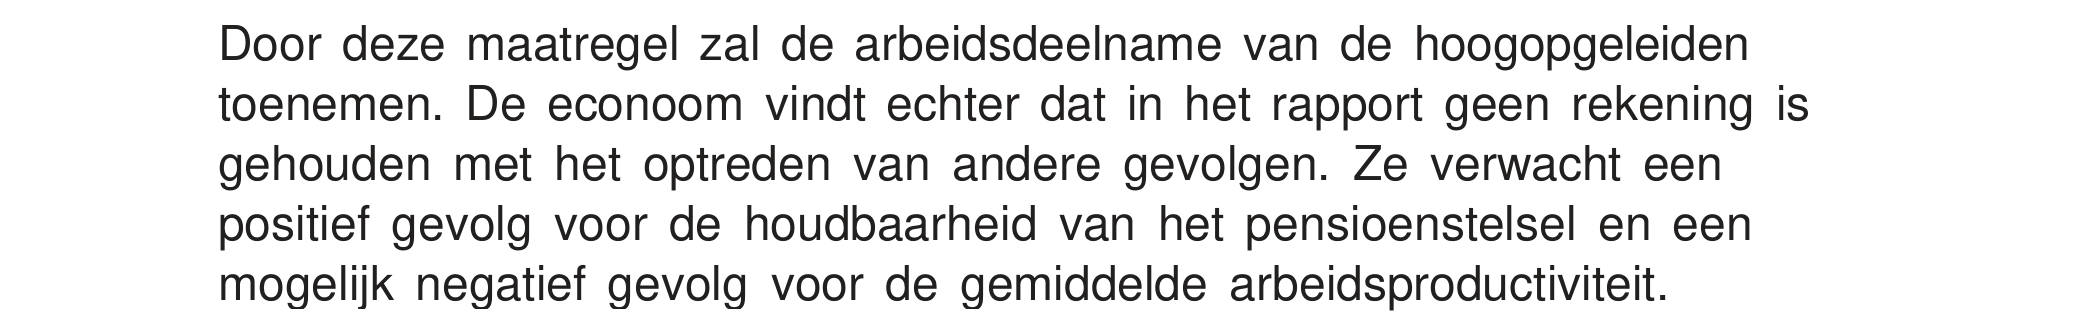 Door deze maatregel zal de arbeidsdeelname van de hoogopgeleiden
toenemen. De econoom vindt echter dat in het rapport geen rekening is
gehouden met het optreden van andere gevolgen. Ze verwacht een
positief gevolg voor de houdbaarheid van het pensioenstelsel en een
mogelijk negatief gevolg voor de gemiddelde arbeidsproductiviteit.